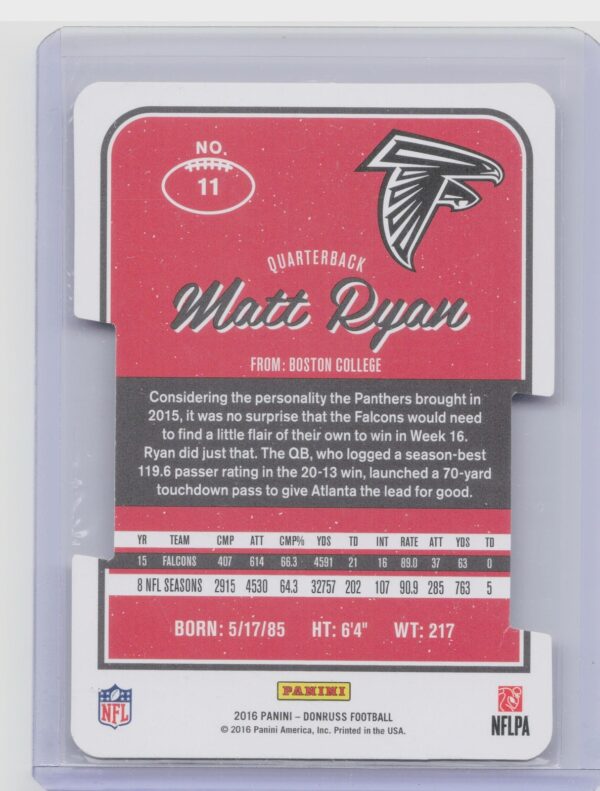 NO.
11
QUARTERBACK
Matt Ryan
FROM: BOSTON COLLEGE
Considering the personality the Panthers brought in
2015, it was no surprise that the Falcons would need
to find a little flair of their own to win in Week 16.
Ryan did just that. The QB, who logged a season-best
119.6 passer rating in the 20-13 win, launched a 70-yard
touchdown pass to give Atlanta the lead for good.
YR TEAM CMP ATT CMP% YDS TD INT RATE ATT YDS TD
15 FALCONS 407 614 66.3 4591 21 16 89.0 37 63 0
8 NFL SEASONS 2915 4530 64.3 32757 202 107 90.9 285 763 5
BORN: 5/17/85 HT: 6'4" WT: 217
PANINI
NFL
NFLPA
2016 PANINI – DONRUSS FOOTBALL
© 2016 Panini America, Inc. Printed in the USA.